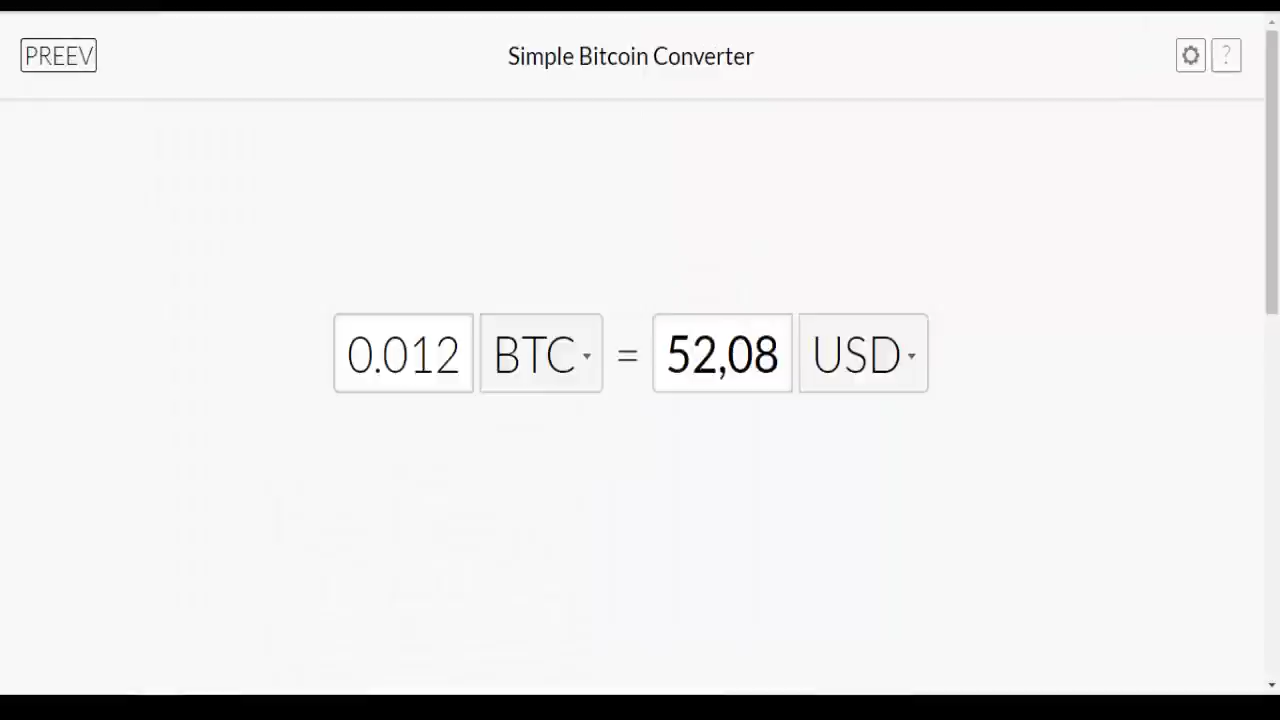 PREEV
Simple Bitcoin Converter
?
0.012 BTC = 52,08 USD